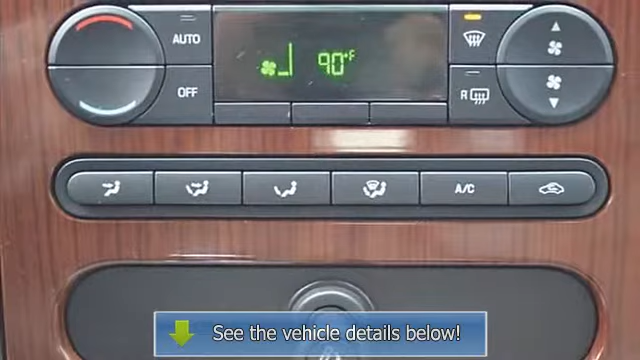 AUTO
90°F
OFF
R
A/C
See the vehicle details below!